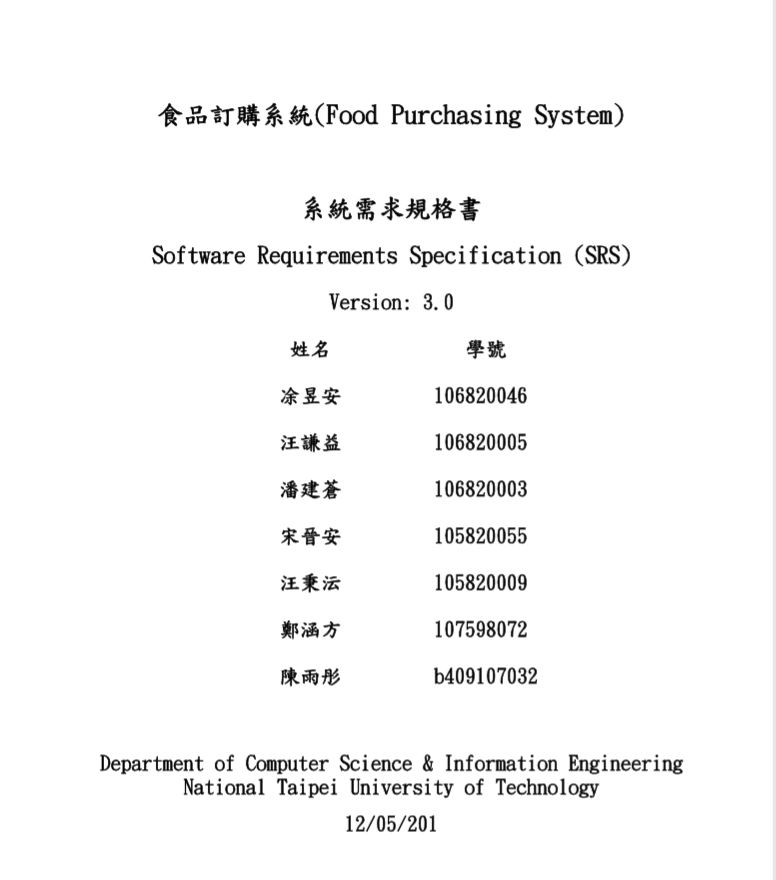 食品訂購系統(Food Purchasing System)
系統需求規格書
Software Requirements Specification (SRS)
Version: 3.0
姓名 學號
凃昱安 106820046
汪謙益 106820005
潘建蒼 106820003
宋晉安 105820055
汪秉沄 105820009
鄭涵方 107598072
陳雨彤 b409107032
Department of Computer Science & Information Engineering
National Taipei University of Technology
12/05/201